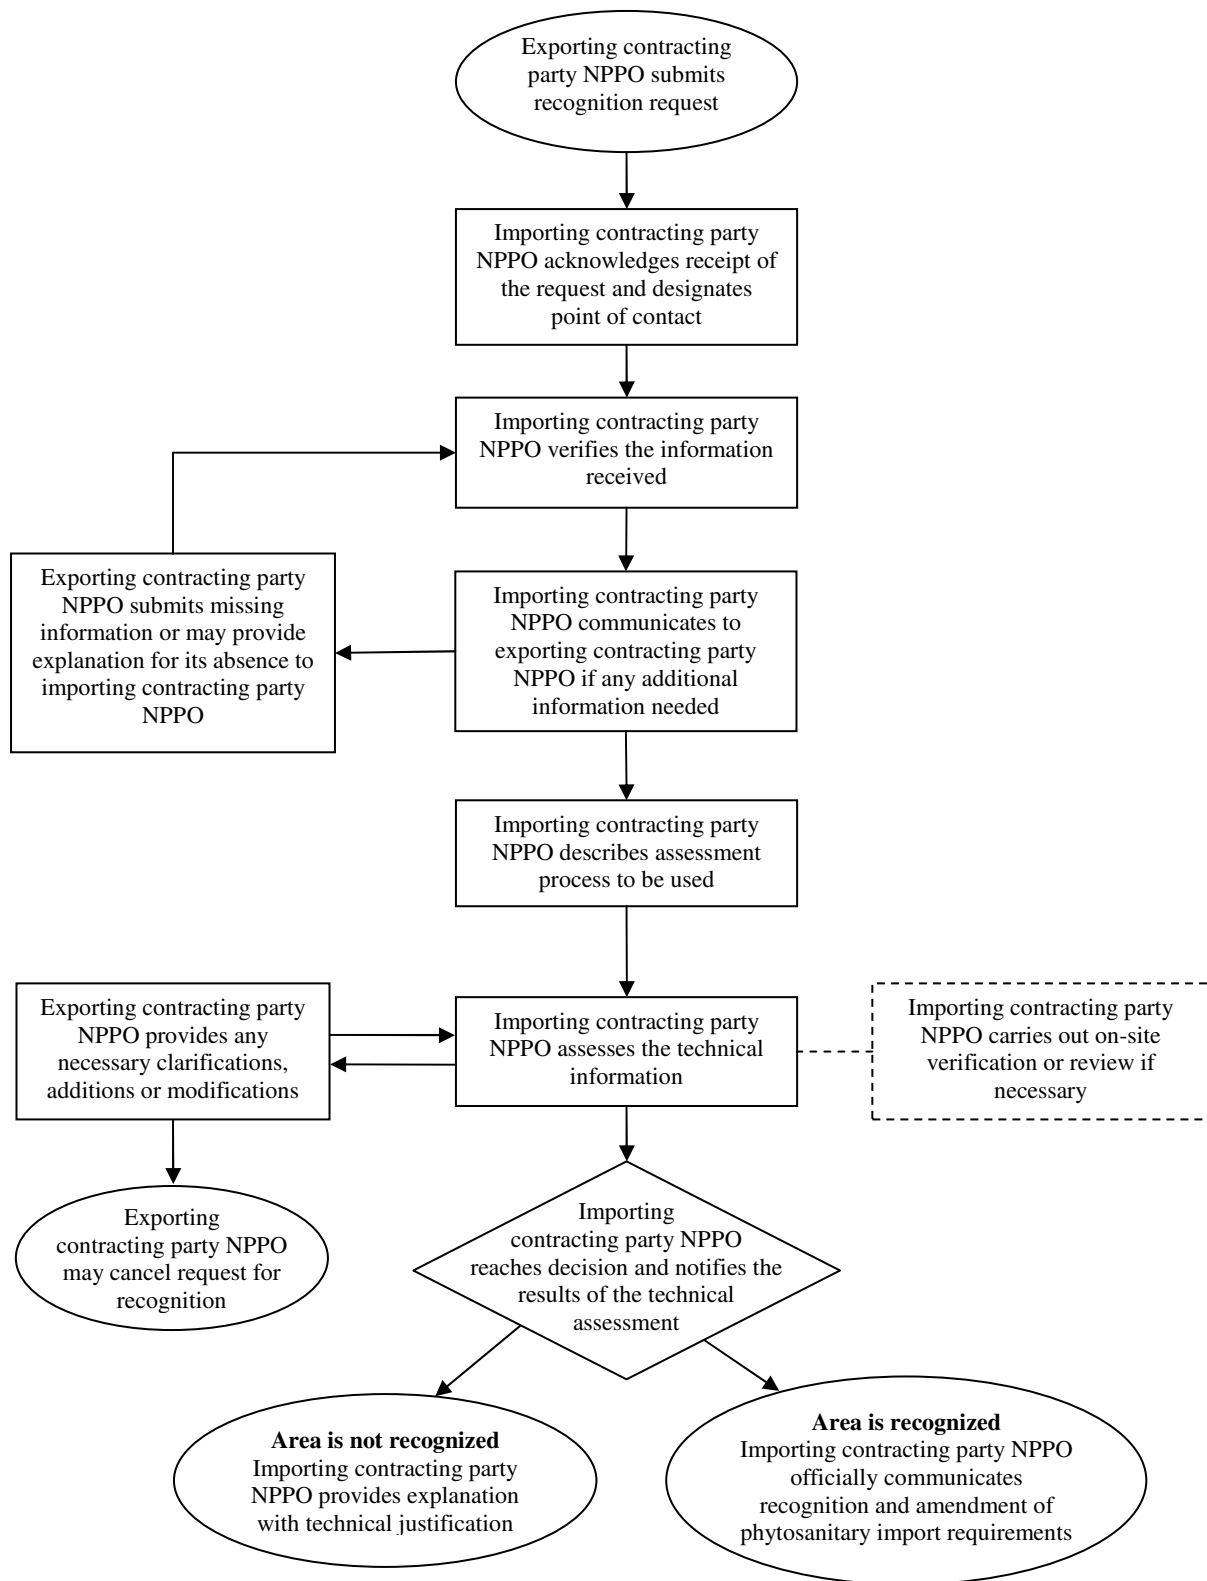 Exporting contracting
party NPPO submits
recognition request
Importing contracting party
NPPO acknowledges receipt of
the request and designates
point of contact
Importing contracting party
NPPO verifies the information
received
Exporting contracting party
NPPO submits missing
information or may provide
explanation for its absence to
importing contracting party
NPPO
Importing contracting party
NPPO communicates to
exporting contracting party
NPPO if any additional
information needed
Importing contracting party
NPPO describes assessment
process to be used
Exporting contracting party
NPPO provides any
necessary clarifications,
additions or modifications
Importing contracting party
NPPO assesses the technical
information
Importing contracting party
NPPO carries out on-site
verification or review if
necessary
Exporting
contracting party NPPO
may cancel request for
recognition
Importing
contracting party NPPO
reaches decision and notifies the
results of the technical
assessment
Area is not recognized
Importing contracting party
NPPO provides explanation
with technical justification
Area is recognized
Importing contracting party NPPO
officially communicates
recognition and amendment of
phytosanitary import requirements